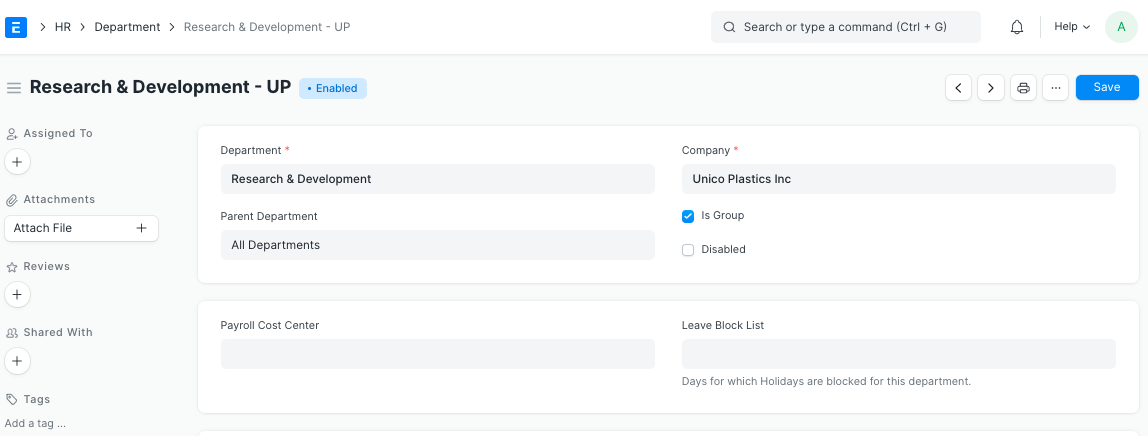 E HR Department Research & Development - UP Search or type a command (Ctrl + G) Help A
Research & Development - UP Enabled ... Save
Assigned To
Attachments
Attach File
Reviews
Shared With
Tags
Add a tag ...
Department * Company *
Research & Development Unico Plastics Inc
Parent Department Is Group
All Departments Disabled
Payroll Cost Center Leave Block List
Days for which Holidays are blocked for this department.